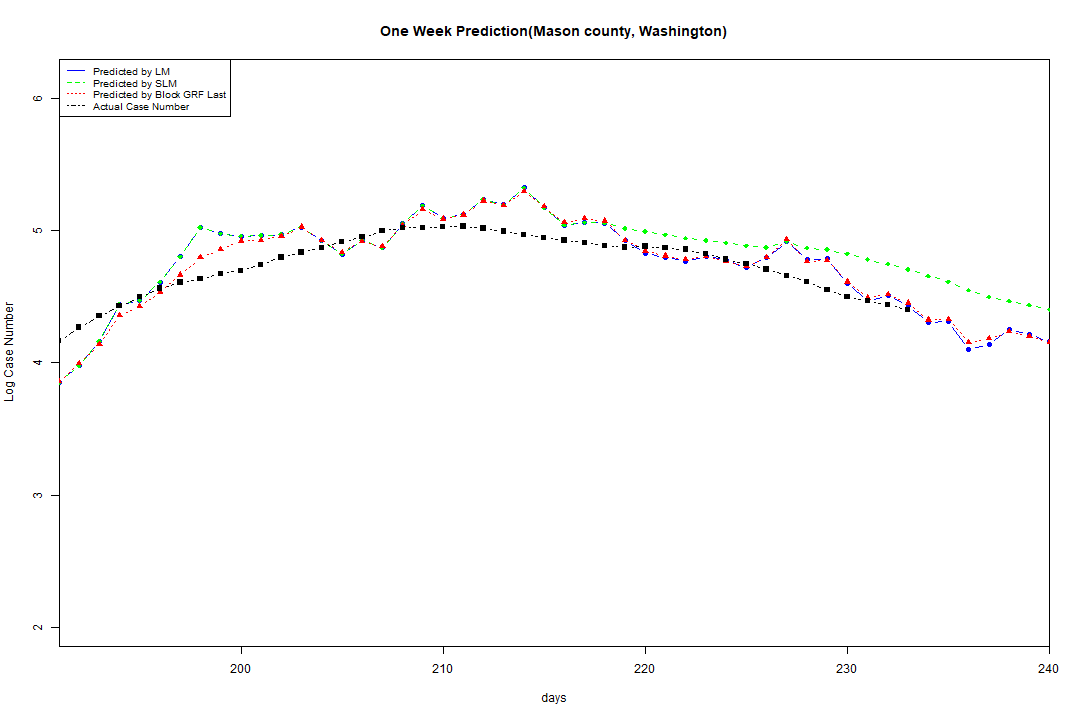 One Week Prediction(Mason county, Washington)
Predicted by LM
Predicted by SLM
Predicted by Block GRF Last
Actual Case Number
6
5
4
3
2
Log Case Number
200 210 220 230 240
days